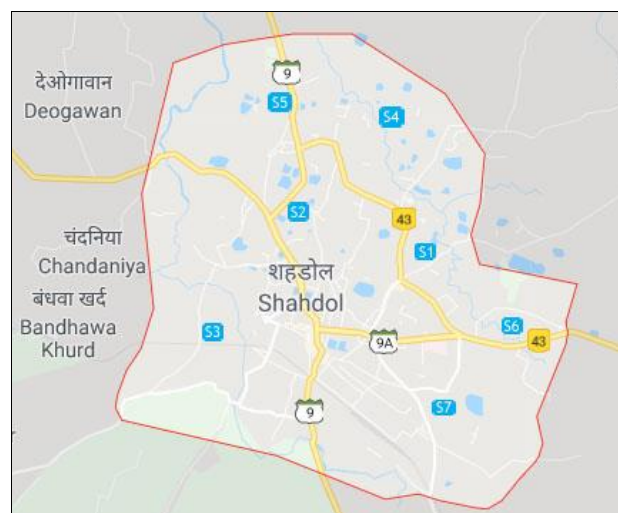 9
देओगावान
Deogawan
S5
S4
S2
43
चंदनिया
Chandaniya
S1
शहडोल
Shahdol
बंधवा खर्द
Bandhawa
Khurd
S3
9A
S6
43
9
S7